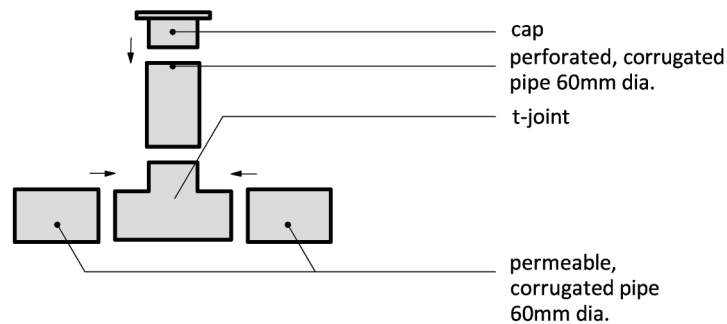 cap
perforated, corrugated
pipe 60mm dia.
t-joint
permeable,
corrugated pipe
60mm dia.